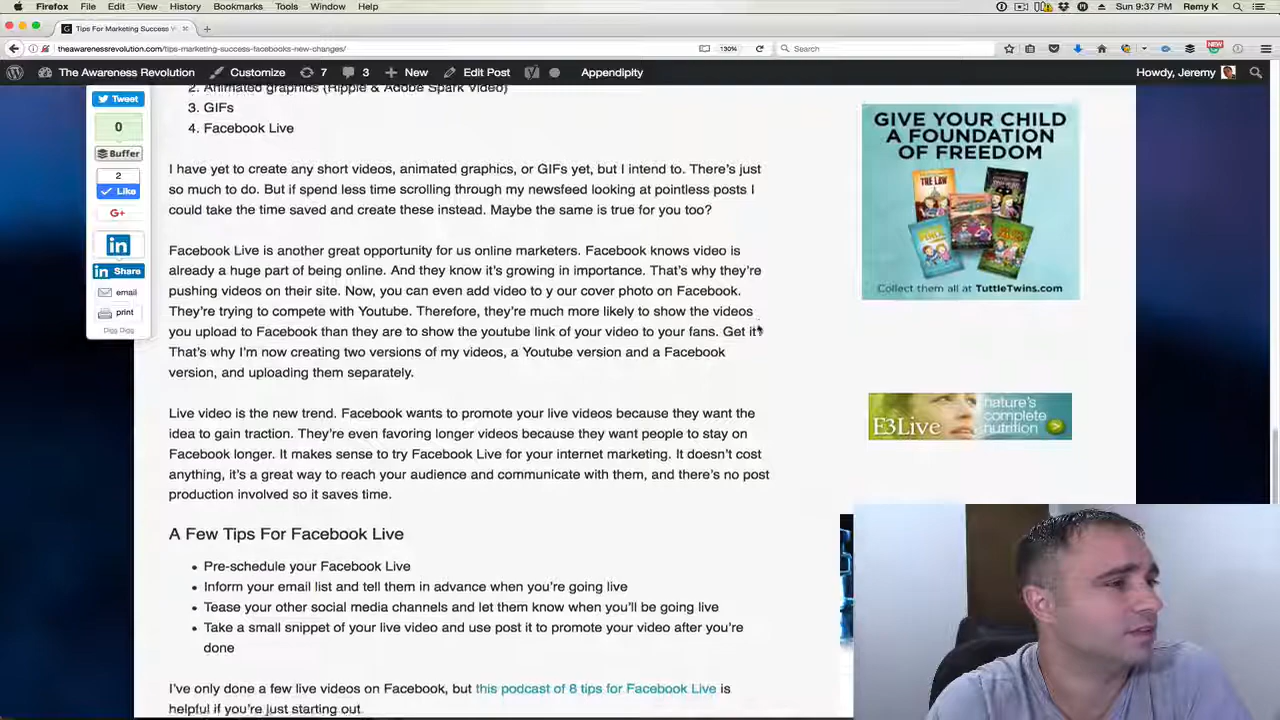 Firefox File Edit View History Bookmarks Tools Window Help
Sun 9:37 PM Remy K
Tips For Marketing Success
theawarenessrevolution.com/tips-marketing-success-facebooks-new-changes/
130%
Search
NEW
The Awareness Revolution Customize 7 3 New Edit Post Appendipity
Howdy, Jeremy
Tweet
0
Buffer
2
Like
G+
in
in Share
email
print
Digg Digg
2. Animated graphics (Ripple & Adobe Spark Video)
3. GIFs
4. Facebook Live
I have yet to create any short videos, animated graphics, or GIFs yet, but I intend to. There's just
so much to do. But if spend less time scrolling through my newsfeed looking at pointless posts I
could take the time saved and create these instead. Maybe the same is true for you too?
Facebook Live is another great opportunity for us online marketers. Facebook knows video is
already a huge part of being online. And they know it's growing in importance. That's why they're
pushing videos on their site. Now, you can even add video to y our cover photo on Facebook.
They're trying to compete with Youtube. Therefore, they're much more likely to show the videos
you upload to Facebook than they are to show the youtube link of your video to your fans. Get it?
That's why I'm now creating two versions of my videos, a Youtube version and a Facebook
version, and uploading them separately.
Live video is the new trend. Facebook wants to promote your live videos because they want the
idea to gain traction. They're even favoring longer videos because they want people to stay on
Facebook longer. It makes sense to try Facebook Live for your internet marketing. It doesn't cost
anything, it's a great way to reach your audience and communicate with them, and there's no post
production involved so it saves time.
A Few Tips For Facebook Live
Pre-schedule your Facebook Live
Inform your email list and tell them in advance when you're going live
Tease your other social media channels and let them know when you'll be going live
Take a small snippet of your live video and use post it to promote your video after you're
done
I've only done a few live videos on Facebook, but this podcast of 8 tips for Facebook Live is
helpful if you're just starting out.
GIVE YOUR CHILD
A FOUNDATION
OF FREEDOM
THE LAW
Collect them all at TuttleTwins.com
E3Live
nature's
complete
nutrition